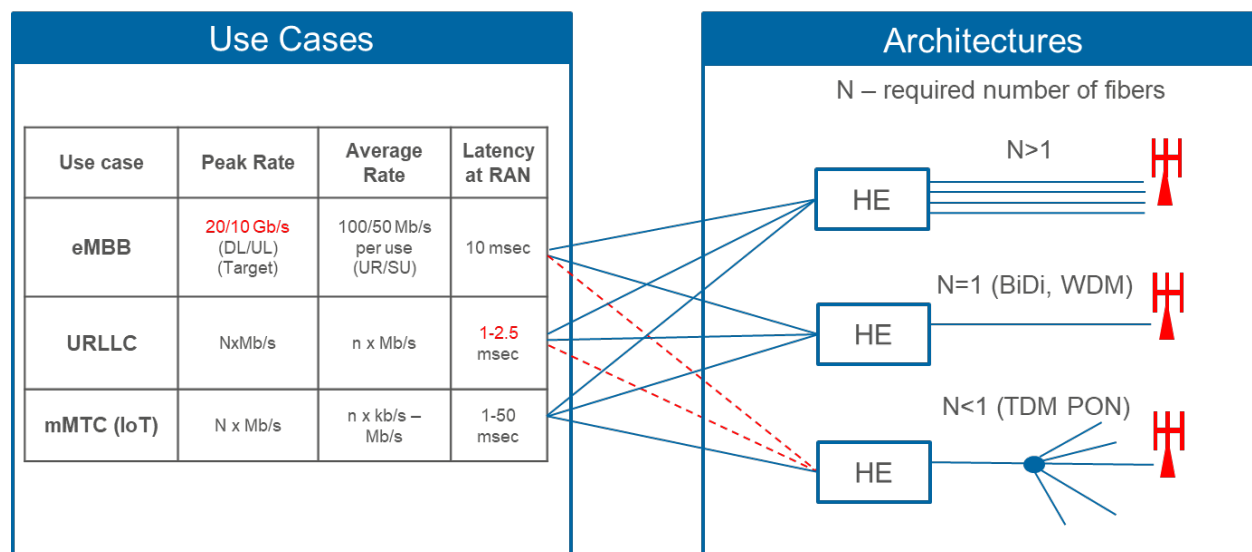 Use Cases
Architectures
N – required number of fibers
Use case
Peak Rate
Average
Rate
Latency
at RAN
eMBB
20/10 Gb/s
(DL/UL)
(Target)
100/50 Mb/s
per use
(UR/SU)
10 msec
URLLC
NxMb/s
n x Mb/s
1-2.5
msec
mMTC (IoT)
N x Mb/s
n x kb/s –
Mb/s
1-50
msec
N>1
HE
N=1 (BiDi, WDM)
HE
N<1 (TDM PON)
HE